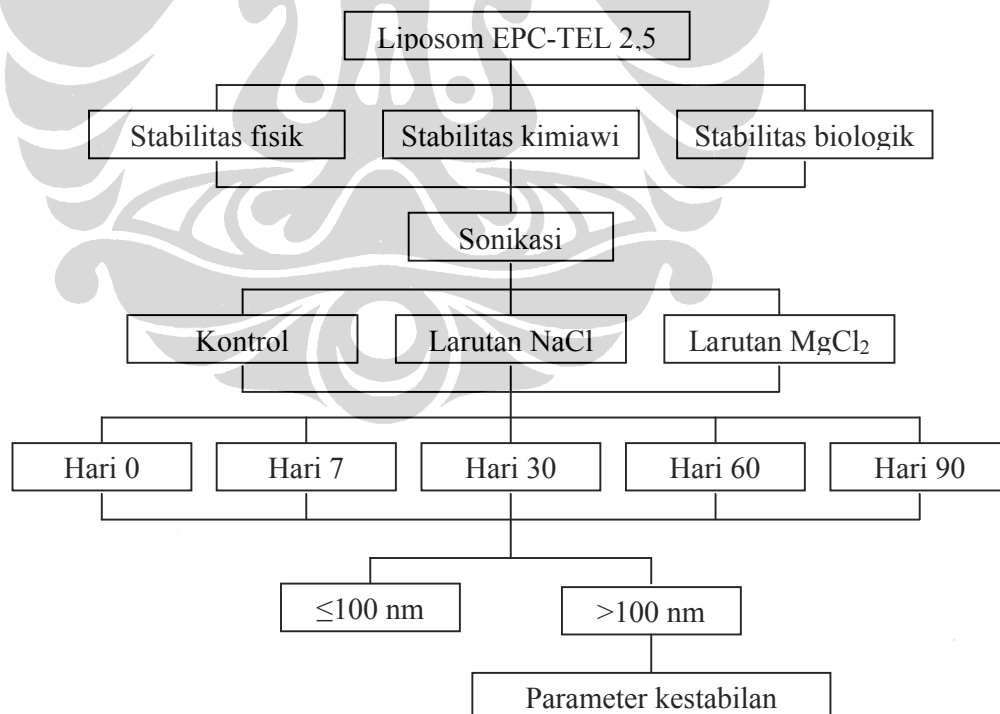 Liposom EPC-TEL 2,5
Stabilitas fisik
Stabilitas kimiawi
Stabilitas biologik
Sonikasi
Kontrol
Larutan NaCl
Larutan MgCl₂
Hari 0
Hari 7
Hari 30
Hari 60
Hari 90
≤100 nm
>100 nm
Parameter kestabilan